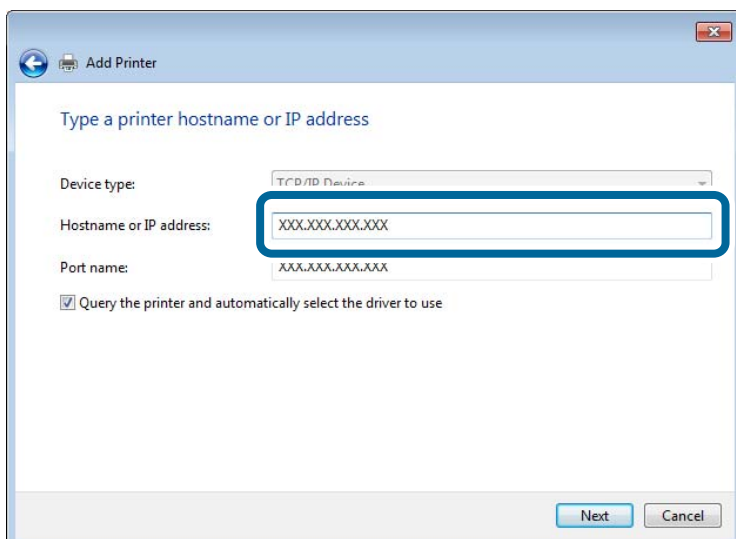 Add Printer
Type a printer hostname or IP address
Device type: TCP/IP Device
Hostname or IP address: XXX.XXX.XXX.XXX
Port name: XXX.XXX.XXX.XXX
Query the printer and automatically select the driver to use
Next Cancel